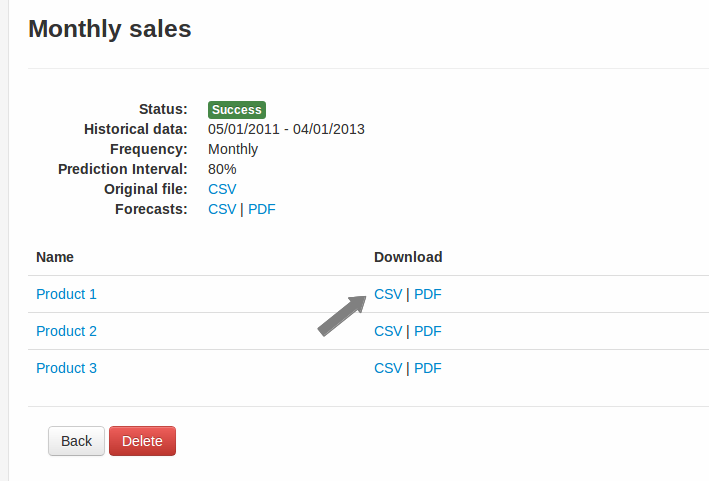 Monthly sales
Status: Success
Historical data: 05/01/2011 - 04/01/2013
Frequency: Monthly
Prediction Interval: 80%
Original file: CSV
Forecasts: CSV | PDF
Name Download
Product 1 CSV | PDF
Product 2 CSV | PDF
Product 3 CSV | PDF
Back Delete